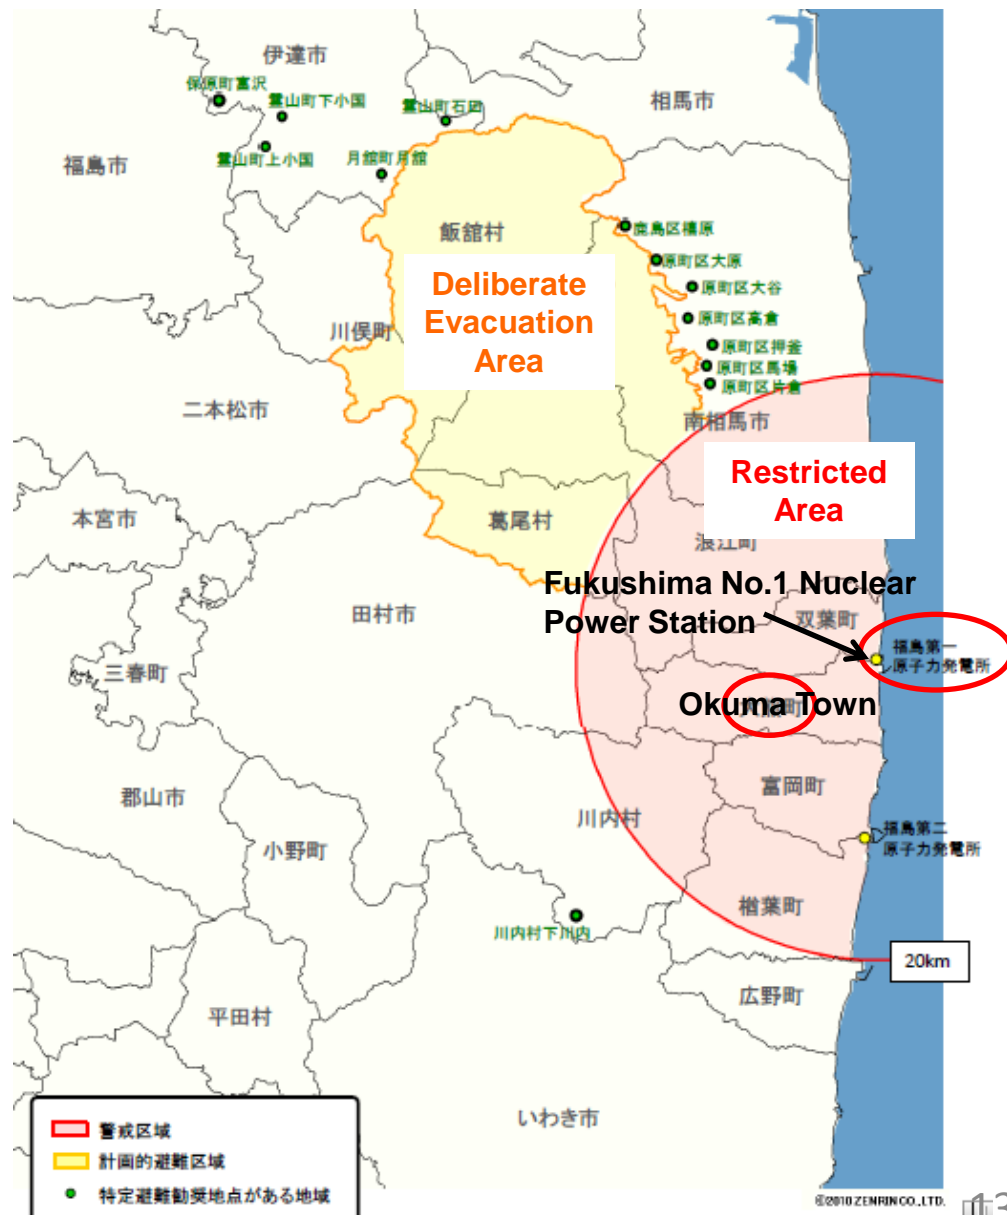 伊達市
保原町富沢
霊山町下小国
霊山町石田
相馬市
霊山町上小国
月舘町月舘
福島市
飯舘村
鹿島区橲原
原町区大原
Deliberate
Evacuation
Area
原町区大谷
原町区高倉
川俣町
原町区押釜
原町区馬場
原町区片倉
二本松市
南相馬市
Restricted
Area
本宮市
葛尾村
浪江町
Fukushima No.1 Nuclear
Power Station
田村市
双葉町
福島第一
原子力発電所
三春町
Okuma Town
郡山市
富岡町
川内村
小野町
福島第二
原子力発電所
楢葉町
川内村下川内
20km
広野町
平田村
いわき市
警戒区域
計画的避難区域
特定避難勧奨地点がある地域
©2010 ZENRIN CO., LTD.